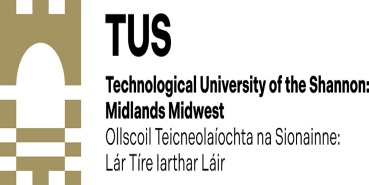 TUS
Technological University of the Shannon:
Midlands Midwest
Ollscoil Teicneolaíochta na Sionainne:
Lár Tíre Iarthar Láir